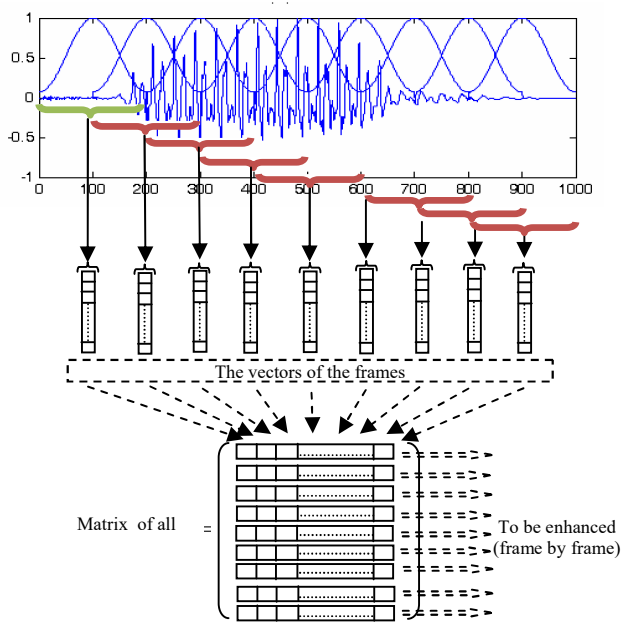 1
0.5
0
-0.5
-1
0 100 200 300 400 500 600 700 800 900 1000
The vectors of the frames
Matrix of all
=
To be enhanced
(frame by frame)